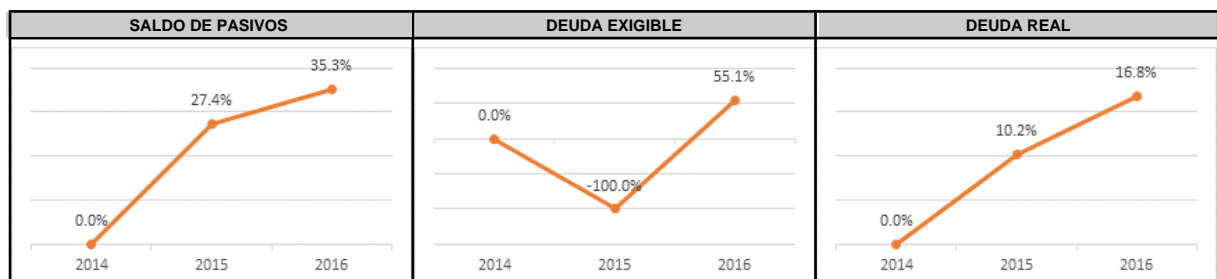 SALDO DE PASIVOS
35.3%
27.4%
0.0%
2014 2015 2016
DEUDA EXIGIBLE
55.1%
0.0%
-100.0%
2014 2015 2016
DEUDA REAL
16.8%
10.2%
0.0%
2014 2015 2016